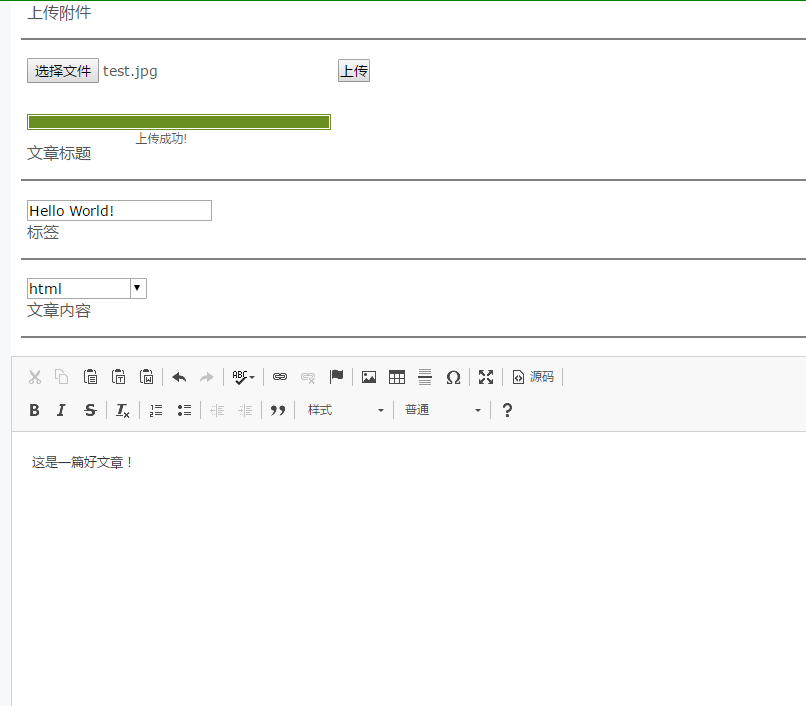 上传附件
选择文件 test.jpg 上传
上传成功!
文章标题
Hello World!
标签
html
文章内容
ABC 源码
B I S Tx 样式 普通 ?
这是一篇好文章！